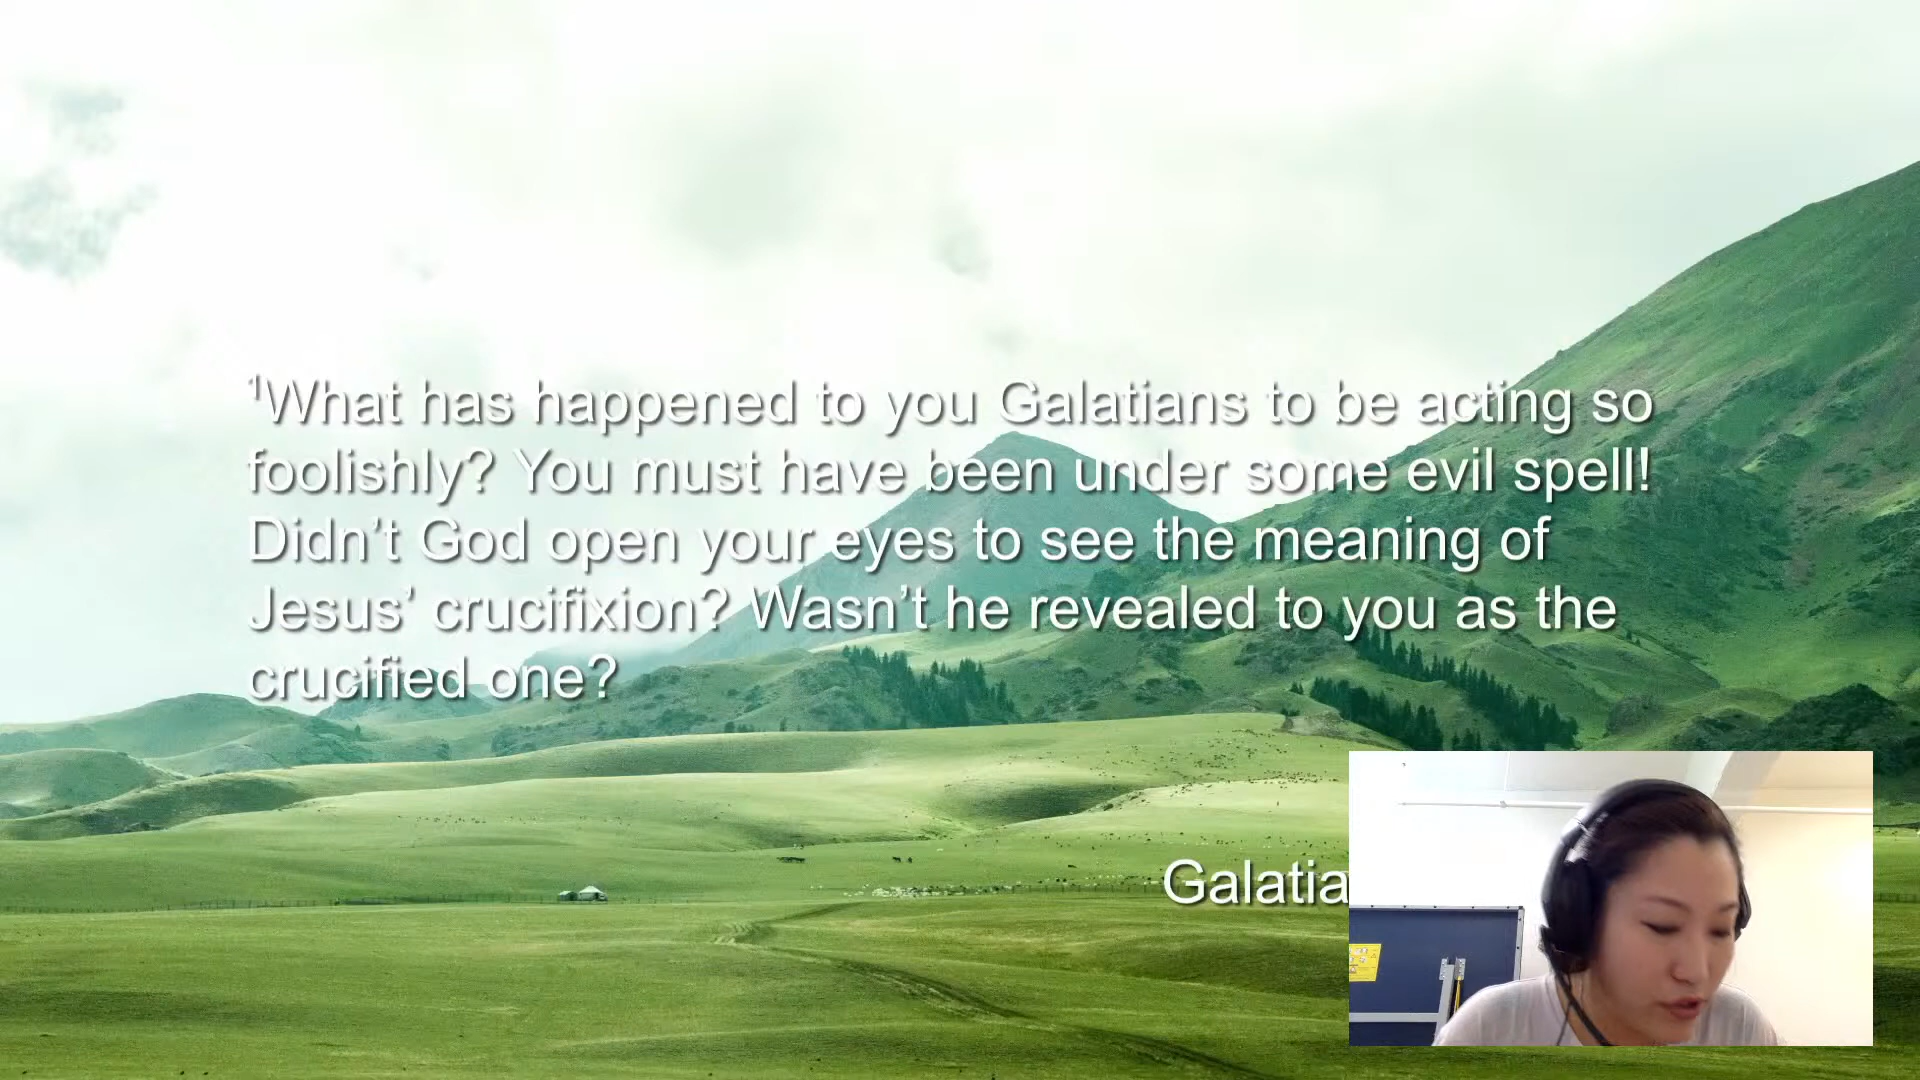 ¹What has happened to you Galatians to be acting so
foolishly? You must have been under some evil spell!
Didn’t God open your eyes to see the meaning of
Jesus’ crucifixion? Wasn’t he revealed to you as the
crucified one?
Galatia